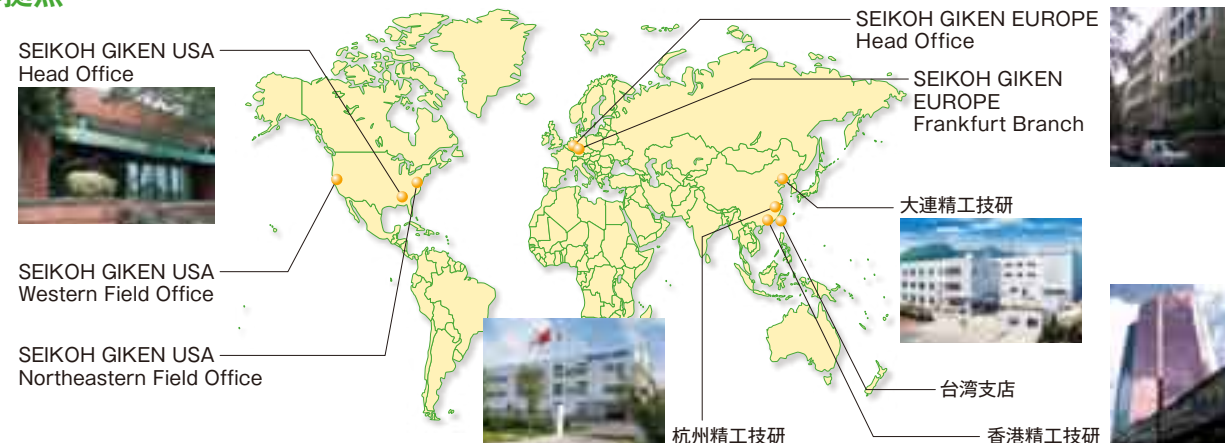 拠点
SEIKOH GIKEN USA
Head Office
SEIKOH GIKEN USA
Western Field Office
SEIKOH GIKEN USA
Northeastern Field Office
SEIKOH GIKEN EUROPE
Head Office
SEIKOH GIKEN
EUROPE
Frankfurt Branch
大連精工技研
台湾支店
杭州精工技研
香港精工技研